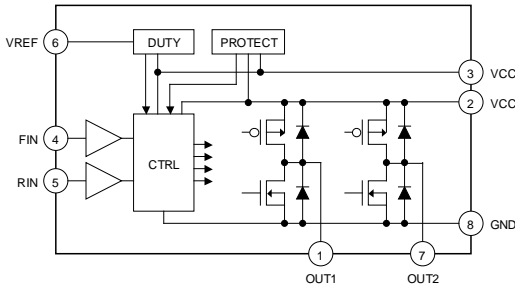 VREF 6 DUTY PROTECT
3 VCC
2 VCC
FIN 4
CTRL
RIN 5
8 GND
1 7
OUT1 OUT2